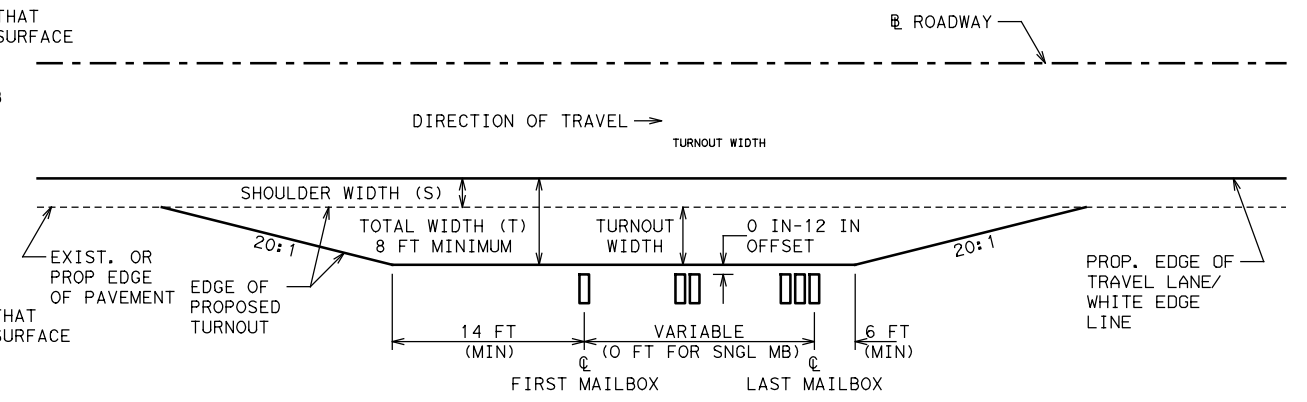 THAT
SURFACE
℄ ROADWAY
DIRECTION OF TRAVEL
TURNOUT WIDTH
SHOULDER WIDTH (S)
TOTAL WIDTH (T)
8 FT MINIMUM
TURNOUT
WIDTH
0 IN-12 IN
OFFSET
20:1
20:1
EXIST. OR
PROP EDGE
OF PAVEMENT
EDGE OF
PROPOSED
TURNOUT
PROP. EDGE OF
TRAVEL LANE/
WHITE EDGE
LINE
THAT
SURFACE
14 FT
(MIN)
VARIABLE
(0 FT FOR SNGL MB)
6 FT
(MIN)
℄
FIRST MAILBOX
℄
LAST MAILBOX